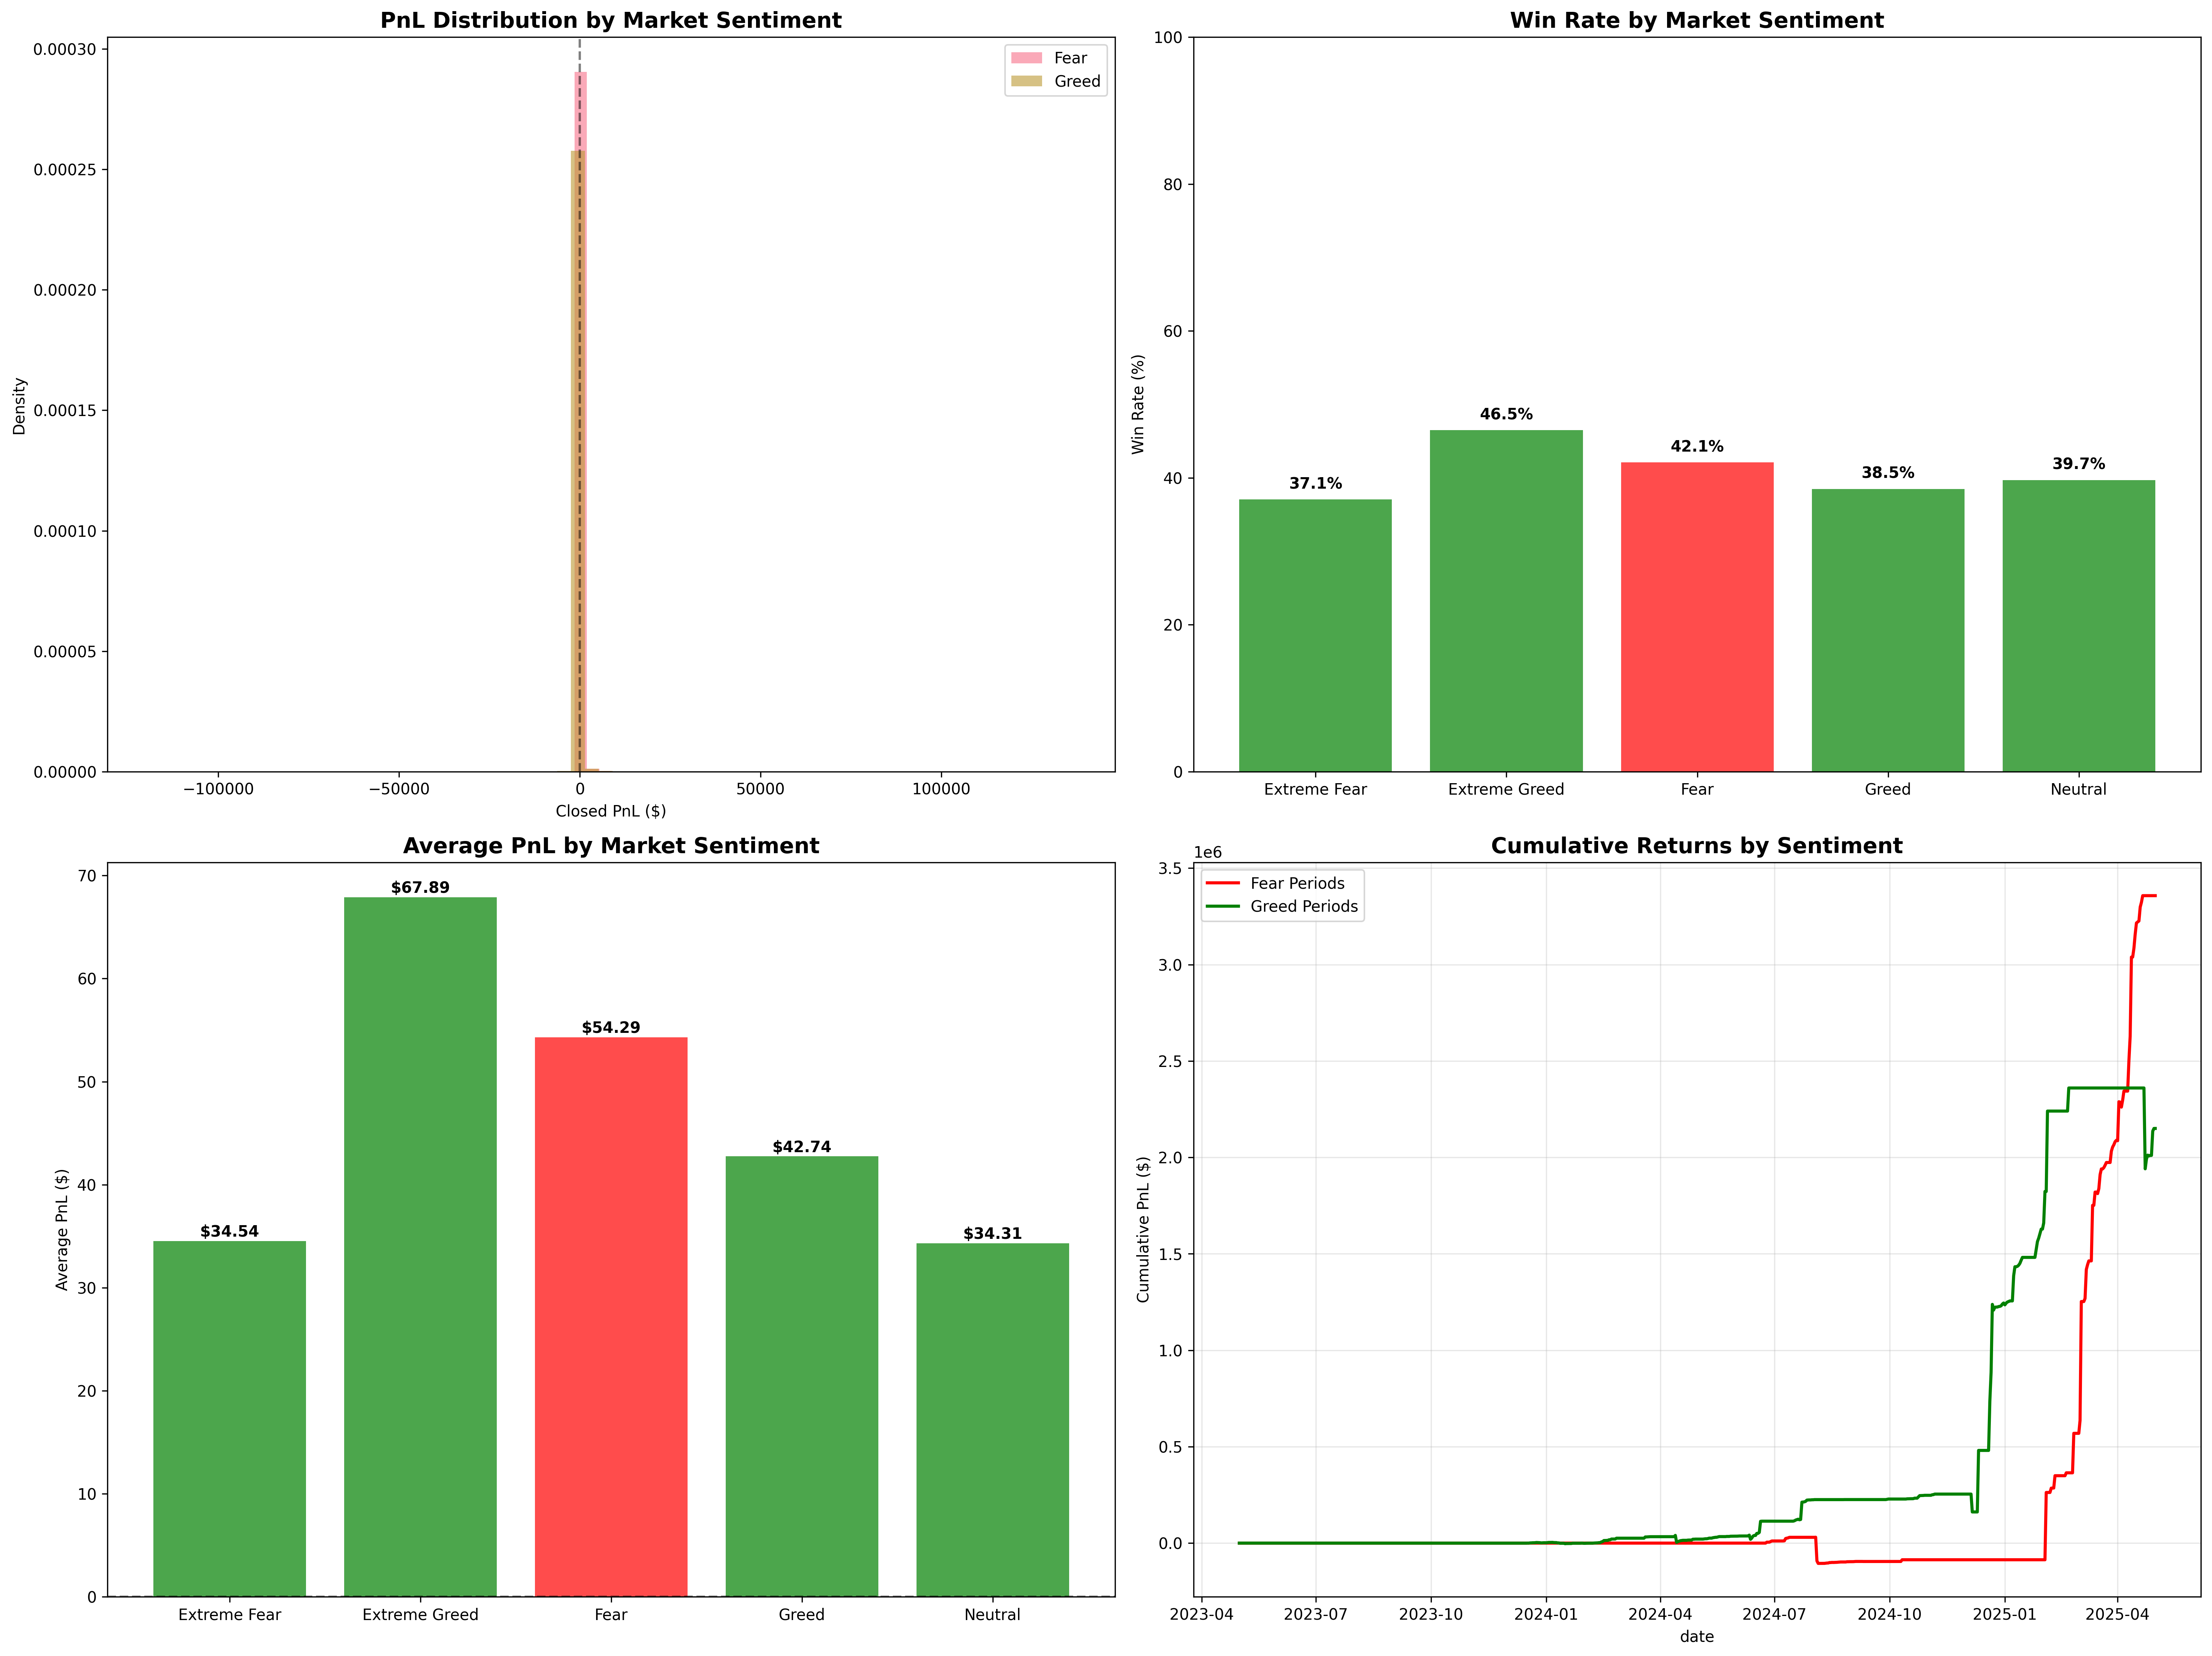 PnL Distribution by Market Sentiment
0.00030
0.00025
0.00020
0.00015
0.00010
0.00005
0.00000
Density
Fear
Greed
−100000 −50000 0 50000 100000
Closed PnL ($)
Win Rate by Market Sentiment
100
80
60
40
20
0
Win Rate (%)
37.1%
46.5%
42.1%
38.5%
39.7%
Extreme Fear Extreme Greed Fear Greed Neutral
Average PnL by Market Sentiment
70
60
50
40
30
20
10
0
Average PnL ($)
$34.54
$67.89
$54.29
$42.74
$34.31
Extreme Fear Extreme Greed Fear Greed Neutral
Cumulative Returns by Sentiment
1e6
3.5
3.0
2.5
2.0
1.5
1.0
0.5
0.0
Cumulative PnL ($)
Fear Periods
Greed Periods
2023-04 2023-07 2023-10 2024-01 2024-04 2024-07 2024-10 2025-01 2025-04
date